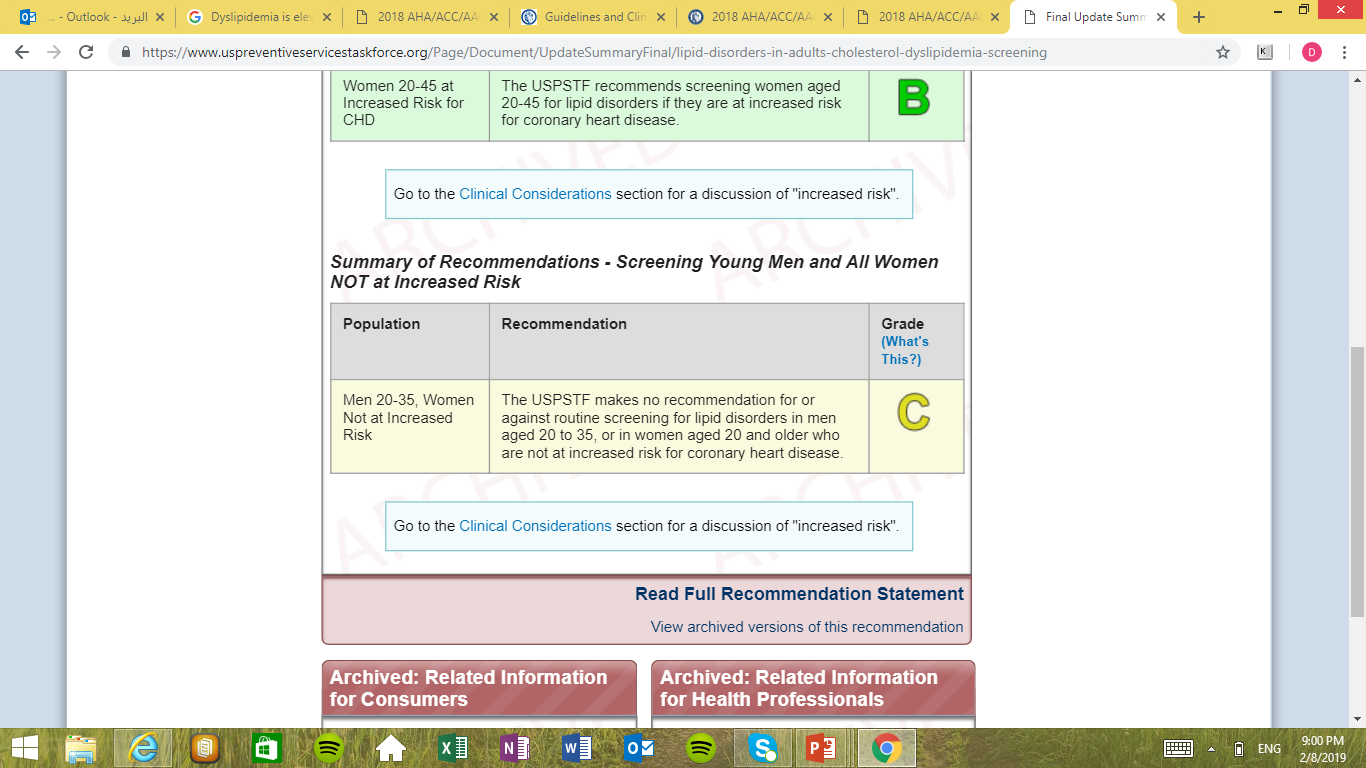 ... - Outlook - البريد
Dyslipidemia is elev
2018 AHA/ACC/AA
Guidelines and Clin
2018 AHA/ACC/AA
2018 AHA/ACC/AA
Final Update Summ
https://www.uspreventiveservicestaskforce.org/Page/Document/UpdateSummaryFinal/lipid-disorders-in-adults-cholesterol-dyslipidemia-screening
K
D
Women 20-45 at
Increased Risk for
CHD
The USPSTF recommends screening women aged
20-45 for lipid disorders if they are at increased risk
for coronary heart disease.
B
Go to the Clinical Considerations section for a discussion of "increased risk".
Summary of Recommendations - Screening Young Men and All Women
NOT at Increased Risk
Population
Recommendation
Grade
(What's
This?)
Men 20-35, Women
Not at Increased
Risk
The USPSTF makes no recommendation for or
against routine screening for lipid disorders in men
aged 20 to 35, or in women aged 20 and older who
are not at increased risk for coronary heart disease.
C
Go to the Clinical Considerations section for a discussion of "increased risk".
ARCHIVED
ARCHIVE
ARCHIVED
ARCHIVE
Read Full Recommendation Statement
View archived versions of this recommendation
Archived: Related Information
for Consumers
Archived: Related Information
for Health Professionals
ENG
9:00 PM
2/8/2019